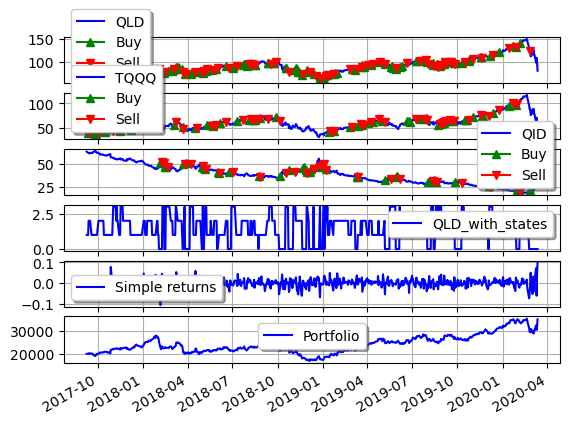 QLD
Buy
Sell
150
100
TQQQ
Buy
Sell
100
50
QID
Buy
Sell
50
25
QLD_with_states
2.5
0.0
Simple returns
0.1
0.0
−0.1
Portfolio
30000
20000
2017-10 2018-01 2018-04 2018-07 2018-10 2019-01 2019-04 2019-07 2019-10 2020-01 2020-04